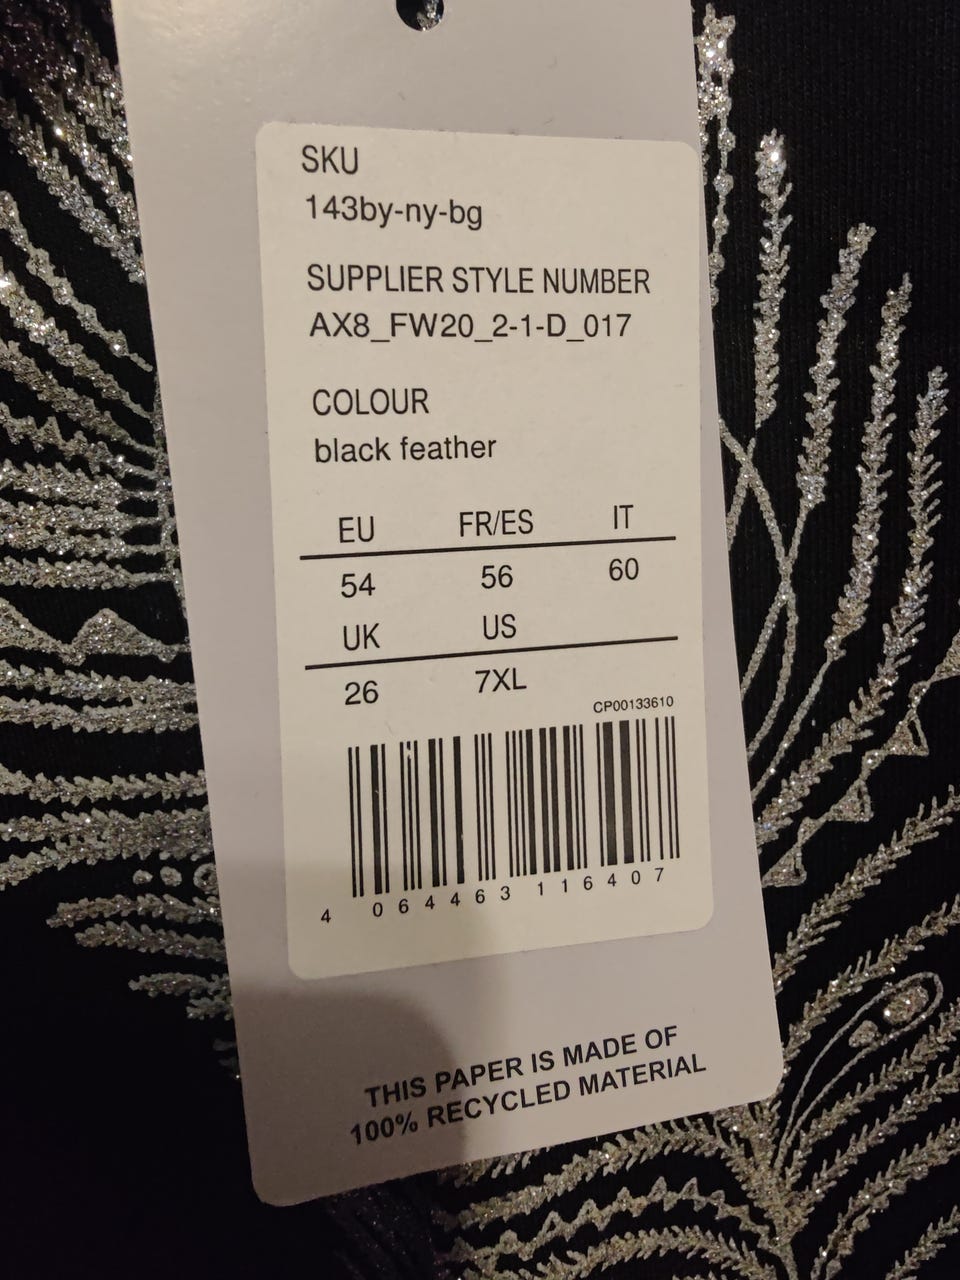 SKU
143by-ny-bg
SUPPLIER STYLE NUMBER
AX8_FW20_2-1-D_017
COLOUR
black feather
EU FR/ES IT
54 56 60
UK US
26 7XL
CP00133610
4 064463 116407
THIS PAPER IS MADE OF
100% RECYCLED MATERIAL